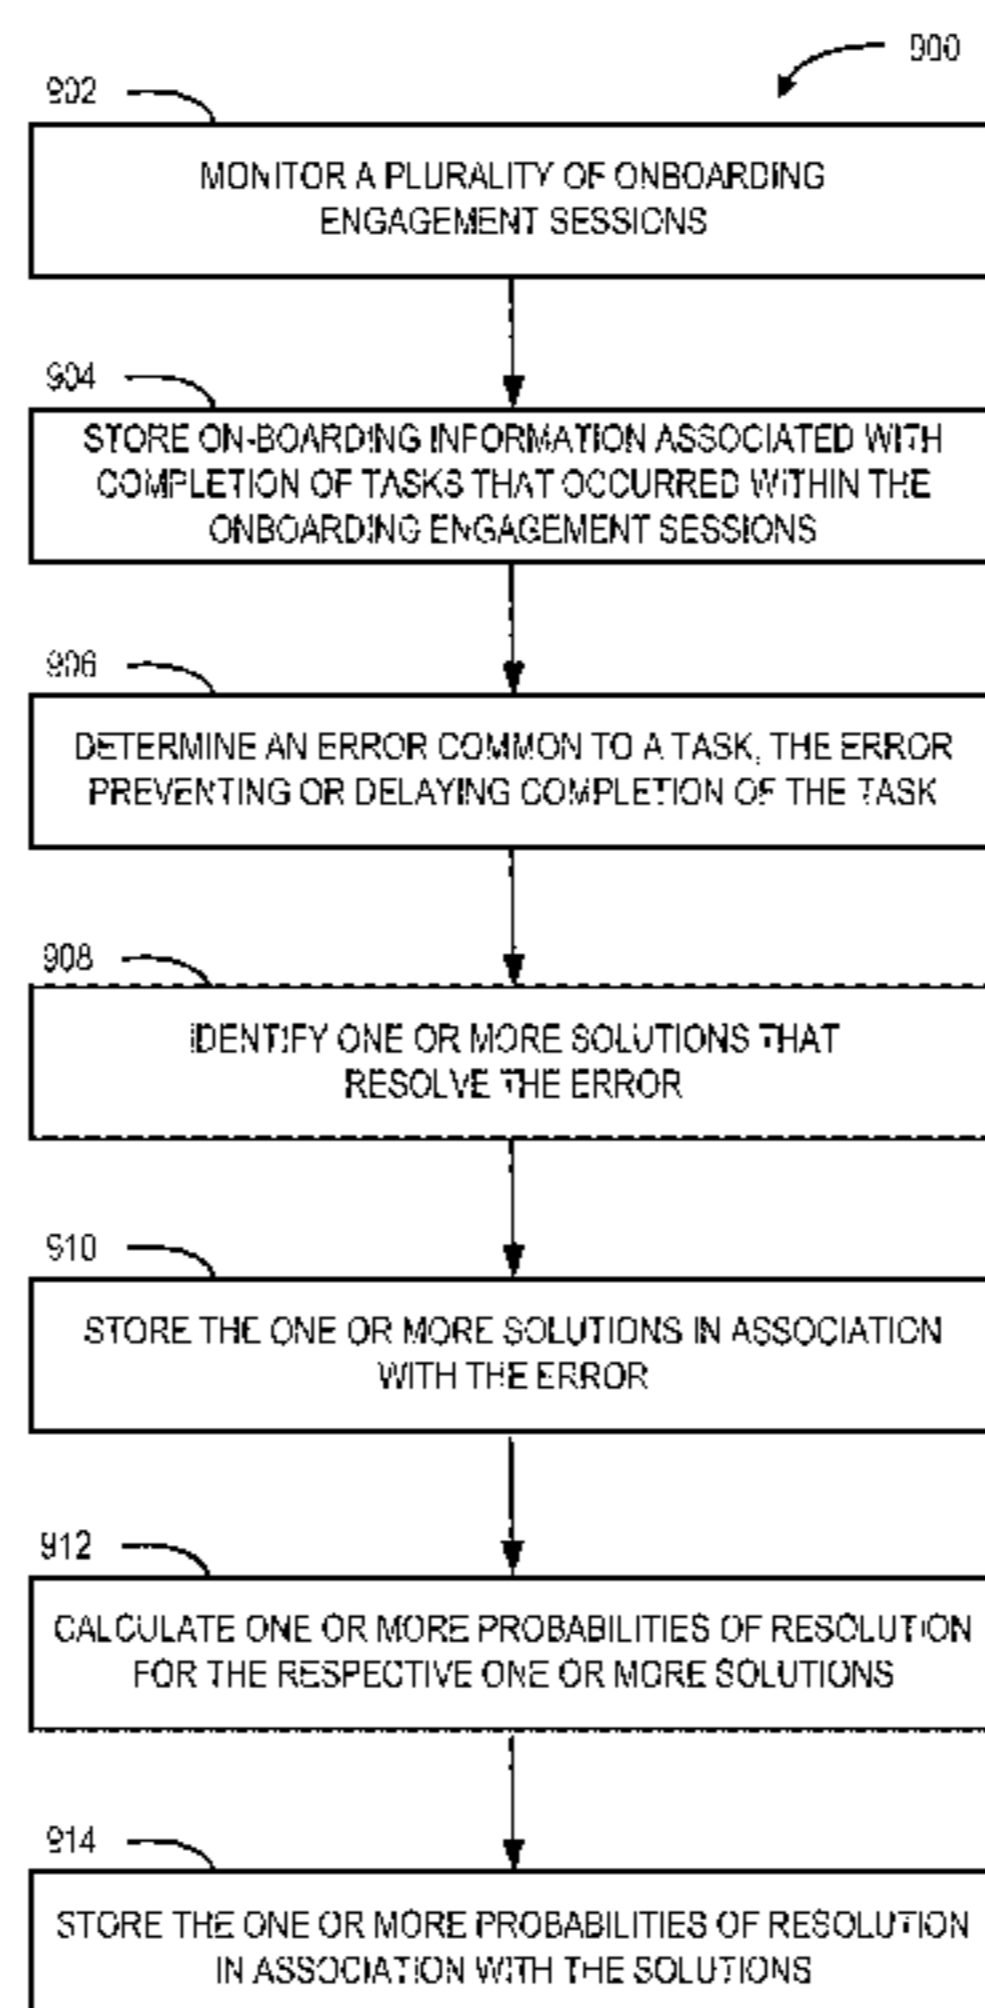 900
902
MONITOR A PLURALITY OF ONBOARDING
ENGAGEMENT SESSIONS
904
STORE ON-BOARDING INFORMATION ASSOCIATED WITH
COMPLETION OF TASKS THAT OCCURRED WITHIN THE
ONBOARDING ENGAGEMENT SESSIONS
906
DETERMINE AN ERROR COMMON TO A TASK, THE ERROR
PREVENTING OR DELAYING COMPLETION OF THE TASK
908
IDENTIFY ONE OR MORE SOLUTIONS THAT
RESOLVE THE ERROR
910
STORE THE ONE OR MORE SOLUTIONS IN ASSOCIATION
WITH THE ERROR
912
CALCULATE ONE OR MORE PROBABILITIES OF RESOLUTION
FOR THE RESPECTIVE ONE OR MORE SOLUTIONS
914
STORE THE ONE OR MORE PROBABILITIES OF RESOLUTION
IN ASSOCIATION WITH THE SOLUTIONS